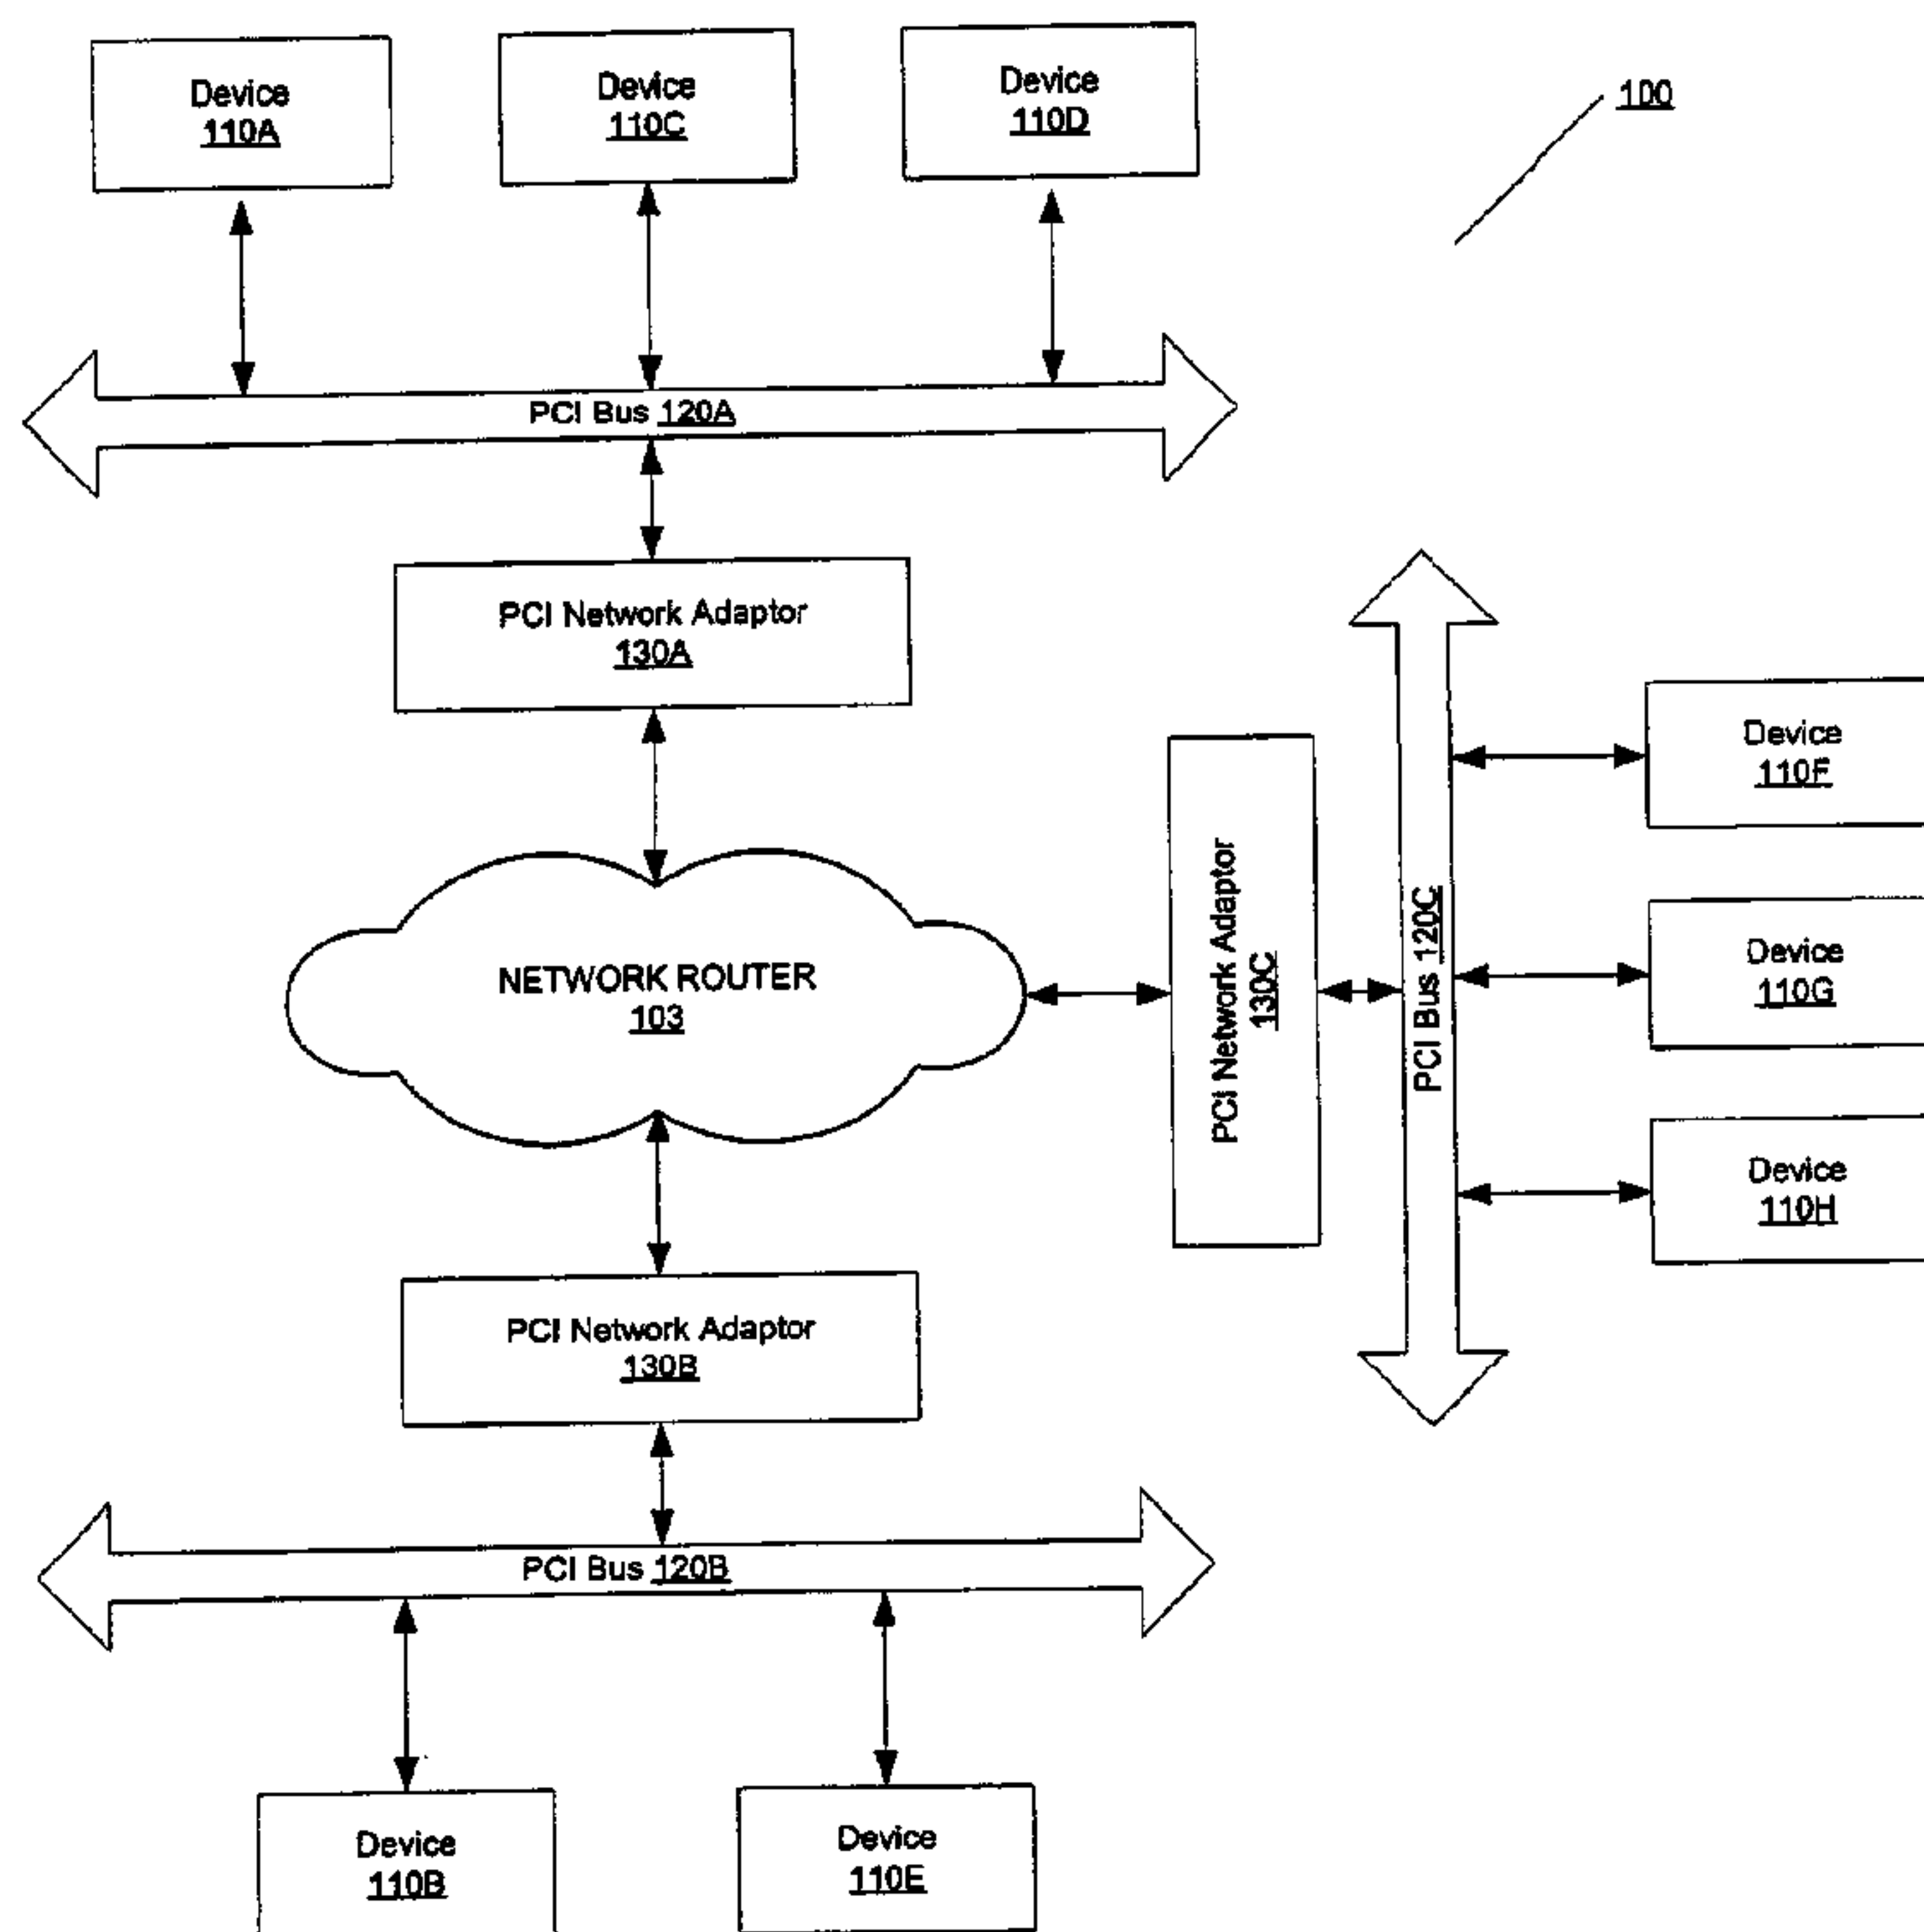 Device
110A
Device
110C
Device
110D
100
PCI Bus 120A
PCI Network Adaptor
130A
NETWORK ROUTER
103
PCI Network Adaptor
130C
PCI Bus 120C
Device
110F
Device
110G
Device
110H
PCI Network Adaptor
130B
PCI Bus 120B
Device
110B
Device
110E